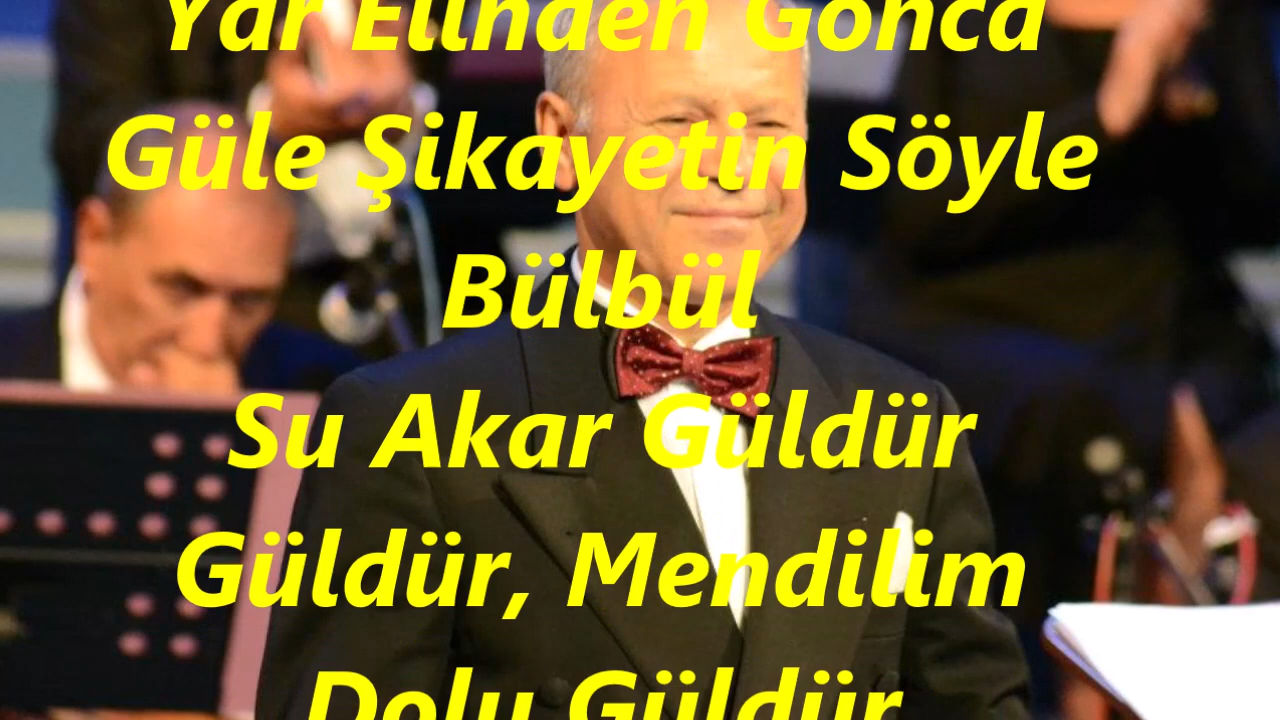 Yar Elinden Gonca
Güle Şikayetin Söyle
Bülbül
Su Akar Güldür
Güldür, Mendilim
Dolu Güldür